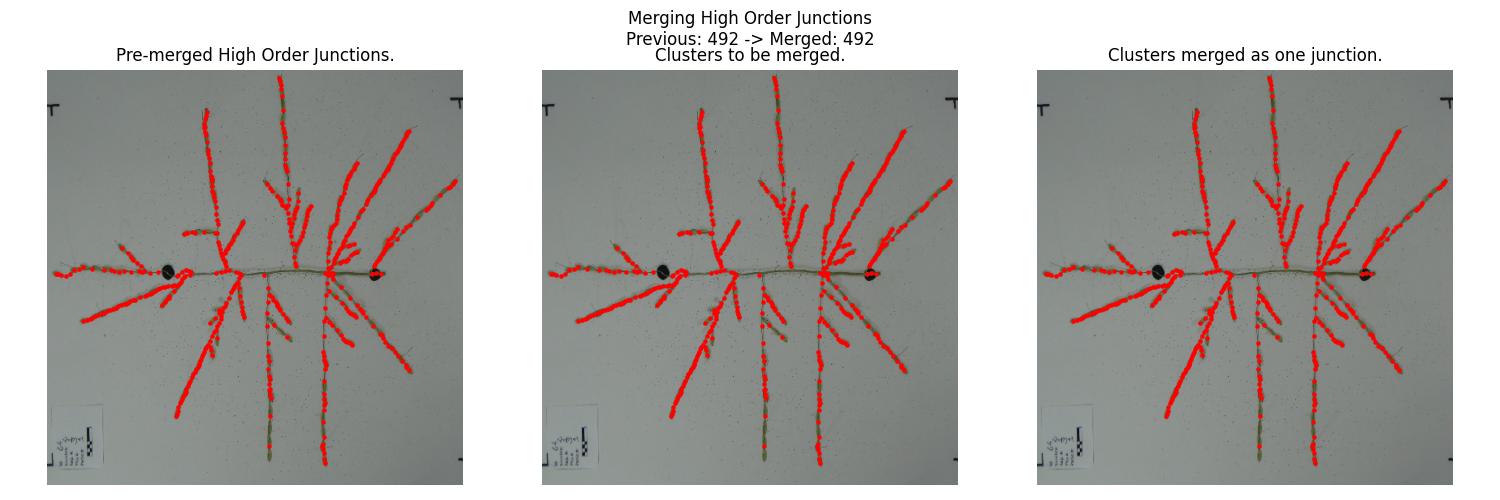 Merging High Order Junctions
Previous: 492 -> Merged: 492
Pre-merged High Order Junctions.
Clusters to be merged.
Clusters merged as one junction.